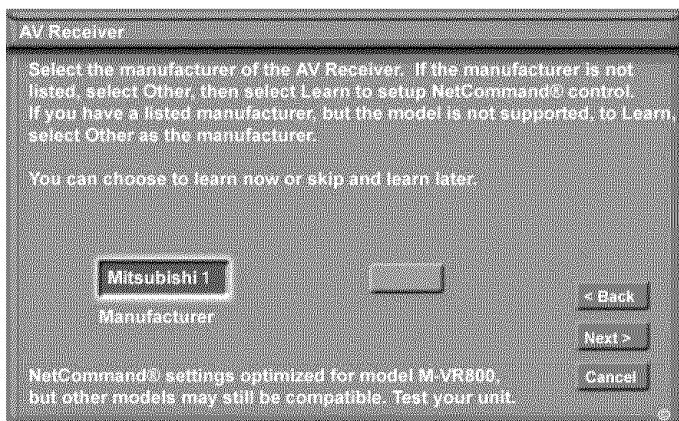 AV Receiver
Select the manufacturer of the AV Receiver. If the manufacturer is not
listed, select Other, then select Learn to setup NetCommand® control.
If you have a listed manufacturer, but the model is not supported, to Learn,
select Other as the manufacturer.
You can choose to learn now or skip and learn later.
Mitsubishi 1
Manufacturer
< Back
Next >
Cancel
NetCommand® settings optimized for model M-VR800,
but other models may still be compatible. Test your unit.
©